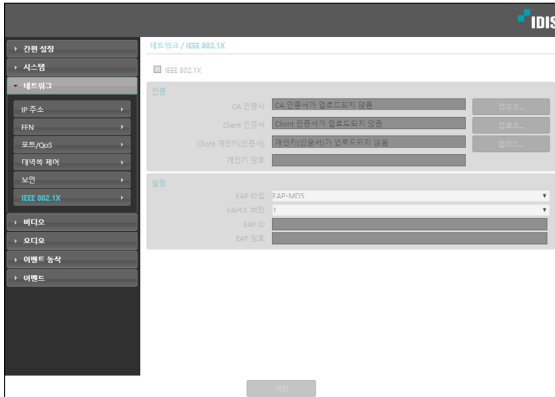 IDIS
간편 설정
시스템
네트워크
IP 주소
FEN
포트/QoS
대역폭 제어
보안
IEEE 802.1X
비디오
오디오
이벤트 동작
이벤트
네트워크 / IEEE 802.1X
IEEE 802.1X
인증
CA 인증서 CA 인증서가 업로드되지 않음 업로드...
Client 인증서 Client 인증서가 업로드되지 않음 업로드...
Client 개인키(인증서) 개인키(인증서)가 업로드되지 않음 업로드...
개인키 암호
설정
EAP 타입 EAP-MD5
EAPOL 버전 1
EAP ID
EAP 암호
저장